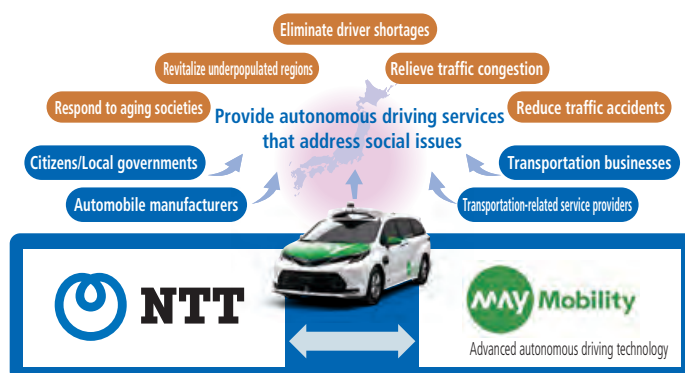 Eliminate driver shortages
Revitalize underpopulated regions
Relieve traffic congestion
Respond to aging societies
Provide autonomous driving services
that address social issues
Reduce traffic accidents
Citizens/Local governments
Transportation businesses
Automobile manufacturers
Transportation-related service providers
NTT
MAY Mobility
Advanced autonomous driving technology